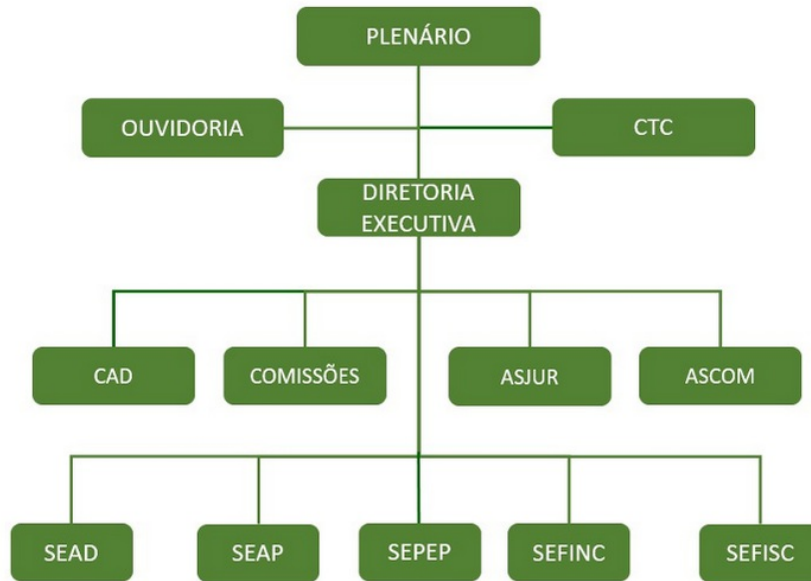 PLENÁRIO
OUVIDORIA
CTC
DIRETORIA
EXECUTIVA
CAD
COMISSÕES
ASJUR
ASCOM
SEAD
SEAP
SEPEP
SEFINC
SEFISC